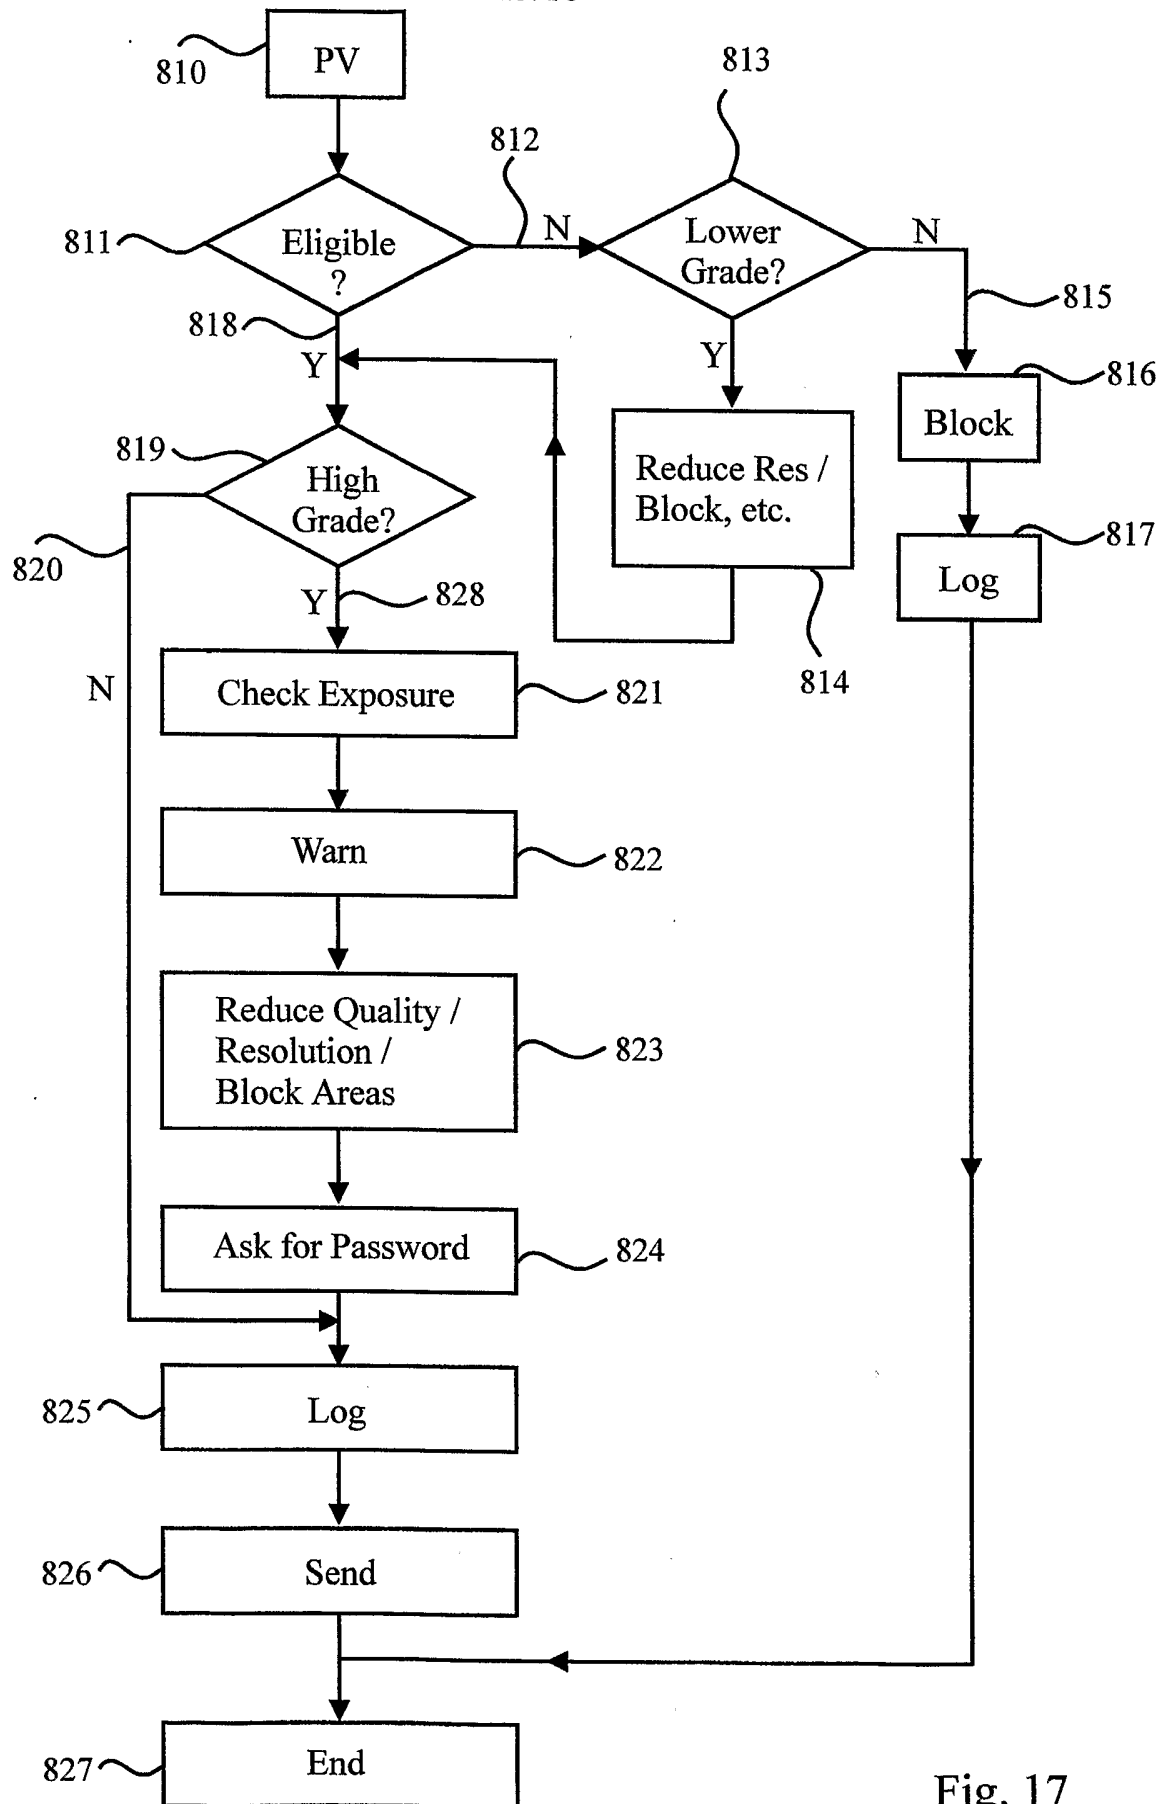 PV
810
813
812
N
Eligible
?
811
Lower
Grade?
N
815
818
Y
Y
816
Block
819
High
Grade?
Reduce Res /
Block, etc.
817
Log
820
Y
828
814
N
Check Exposure
821
Warn
822
Reduce Quality /
Resolution /
Block Areas
823
Ask for Password
824
825
Log
826
Send
827
End
Fig. 17